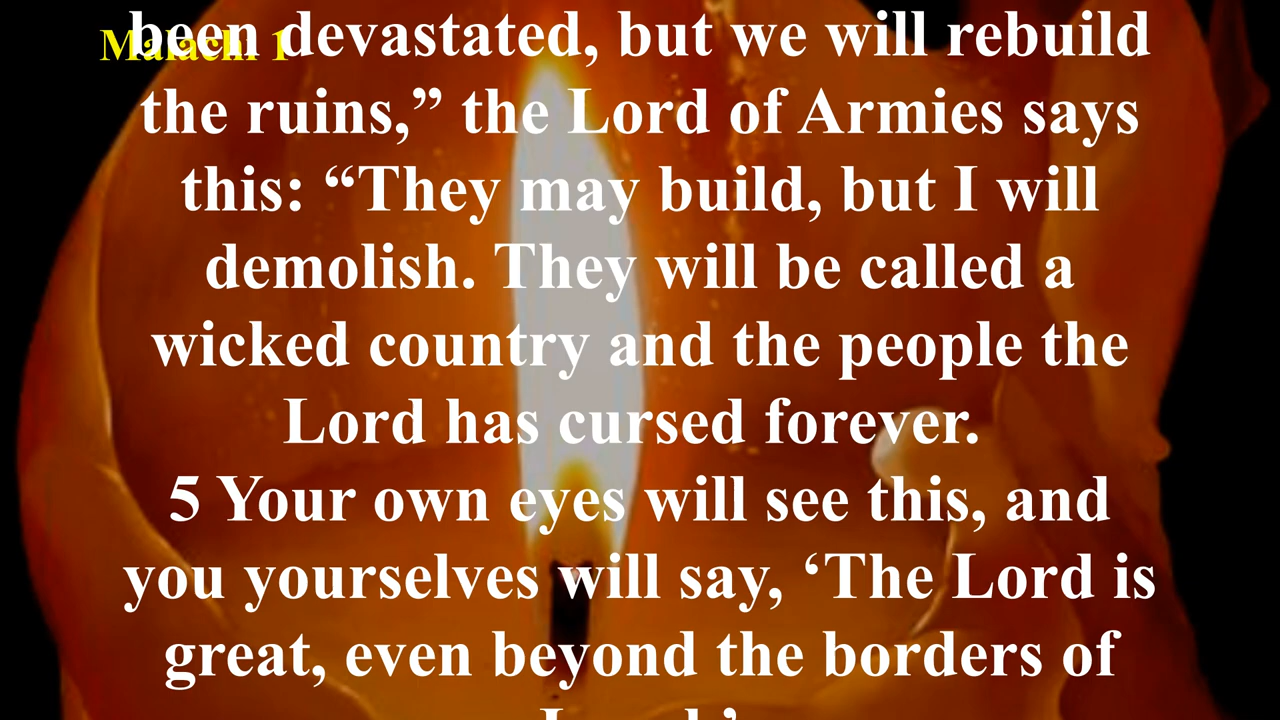 Malachi 1
been devastated, but we will rebuild
the ruins,” the Lord of Armies says
this: “They may build, but I will
demolish. They will be called a
wicked country and the people the
Lord has cursed forever.
5 Your own eyes will see this, and
you yourselves will say, ‘The Lord is
great, even beyond the borders of